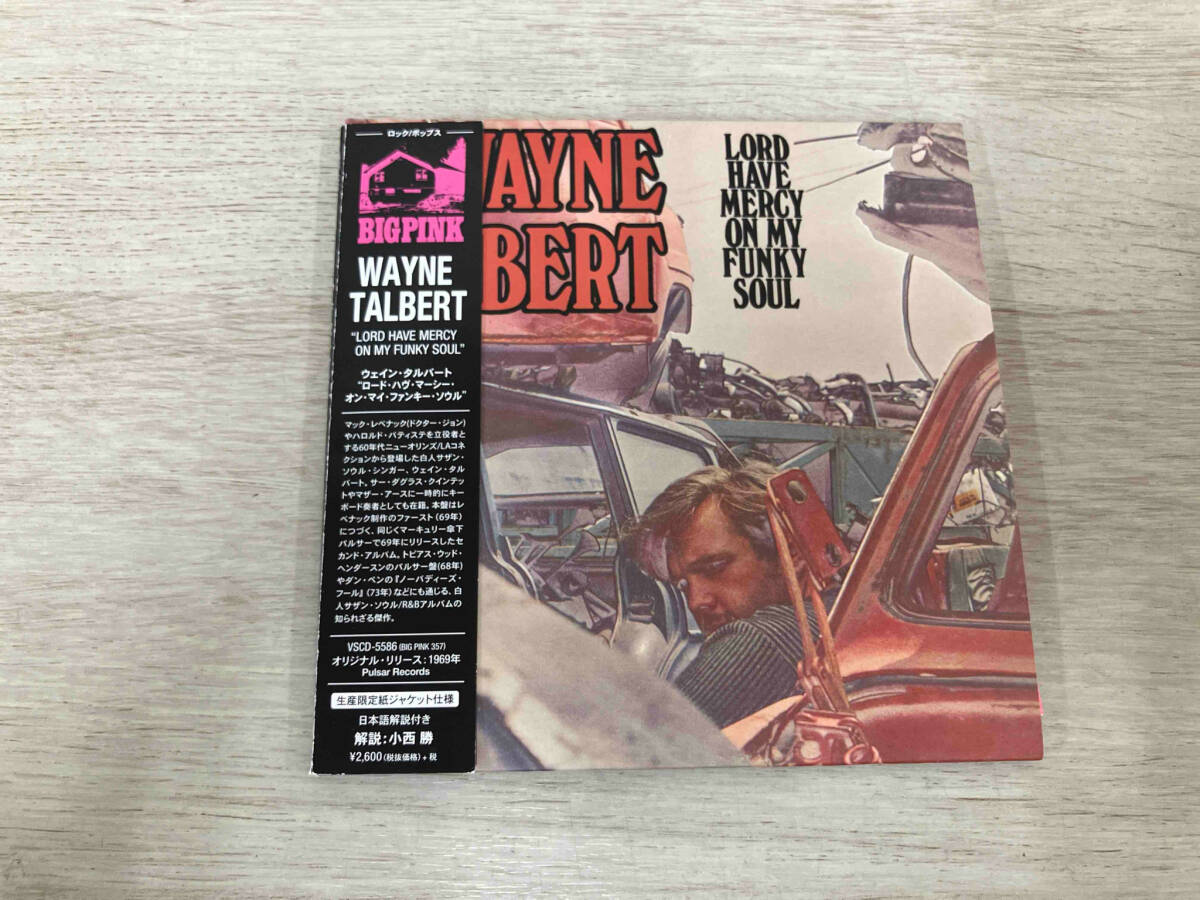 ロック/ポップス
BIG PINK
WAYNE
TALBERT
“LORD HAVE MERCY
ON MY FUNKY SOUL”
ウェイン・タルバート
“ロード・ハヴ・マーシー・
オン・マイ・ファンキー・ソウル”
マック・レベナック(ドクター・ジョン)
やハロルド・バティステを立役者と
する60年代ニューオリンズ/LAコネ
クションから登場した白人サザン・
ソウル・シンガー、ウェイン・タル
バート。サー・ダグラス・クインテッ
トやマザー・アースに一時的にキー
ボード奏者としても在籍。本盤はレ
ベナック制作のファースト(69年)
につづく、同じくマーキュリー傘下
パルサーで69年にリリースしたセ
カンド・アルバム。トビアス・ウッド・
ヘンダースンのパルサー盤(68年)
やダン・ペンの『ノーバディーズ・
フール』(73年)などにも通じる、白
人サザン・ソウル/R&Bアルバムの
知られざる傑作。
VSCD-5586 (BIG PINK 357)
オリジナル・リリース：1969年
Pulsar Records
生産限定紙ジャケット仕様
日本語解説付き
解説：小西 勝
¥2,600(税抜価格)+税
WAYNE
BERT
LORD
HAVE
MERCY
ON MY
FUNKY
SOUL